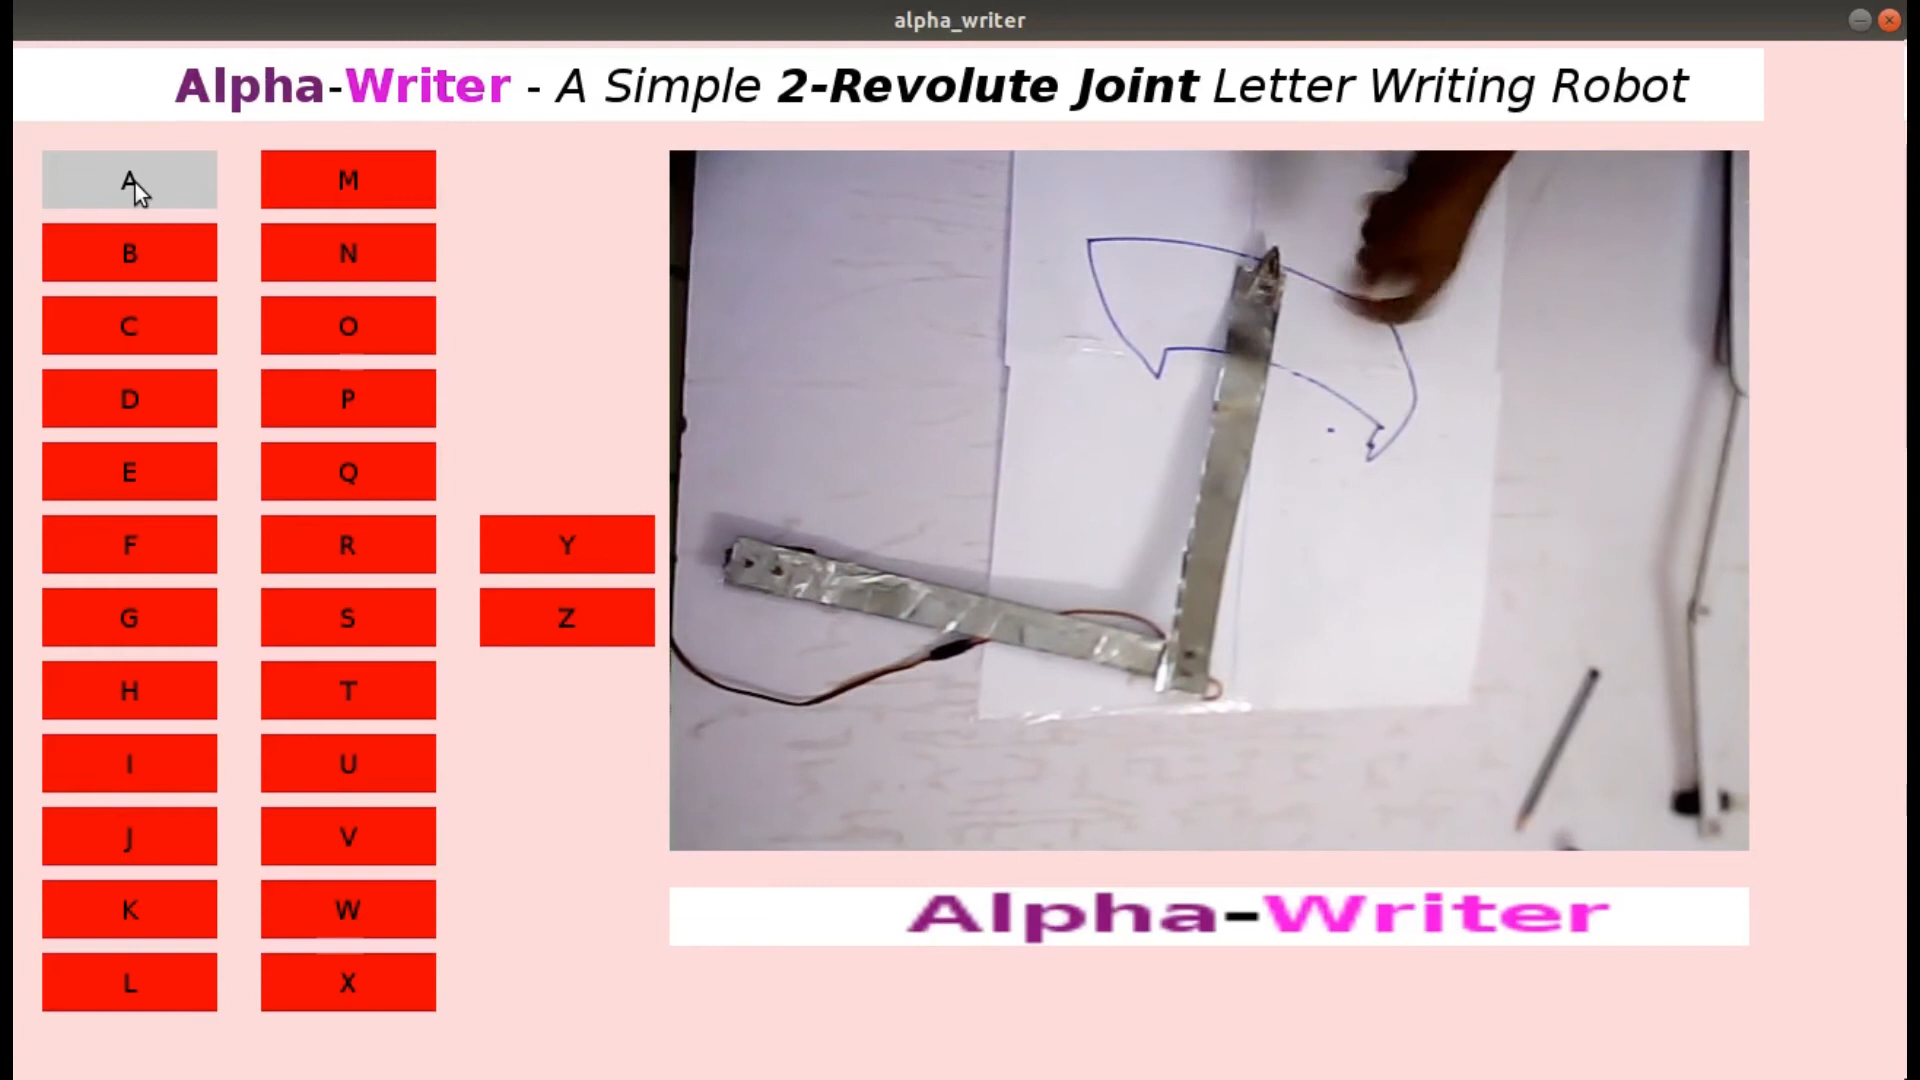 alpha_writer
Alpha-Writer - A Simple 2-Revolute Joint Letter Writing Robot
A
B
C
D
E
F
G
H
I
J
K
L
M
N
O
P
Q
R
S
T
U
V
W
X
Y
Z
Alpha-Writer